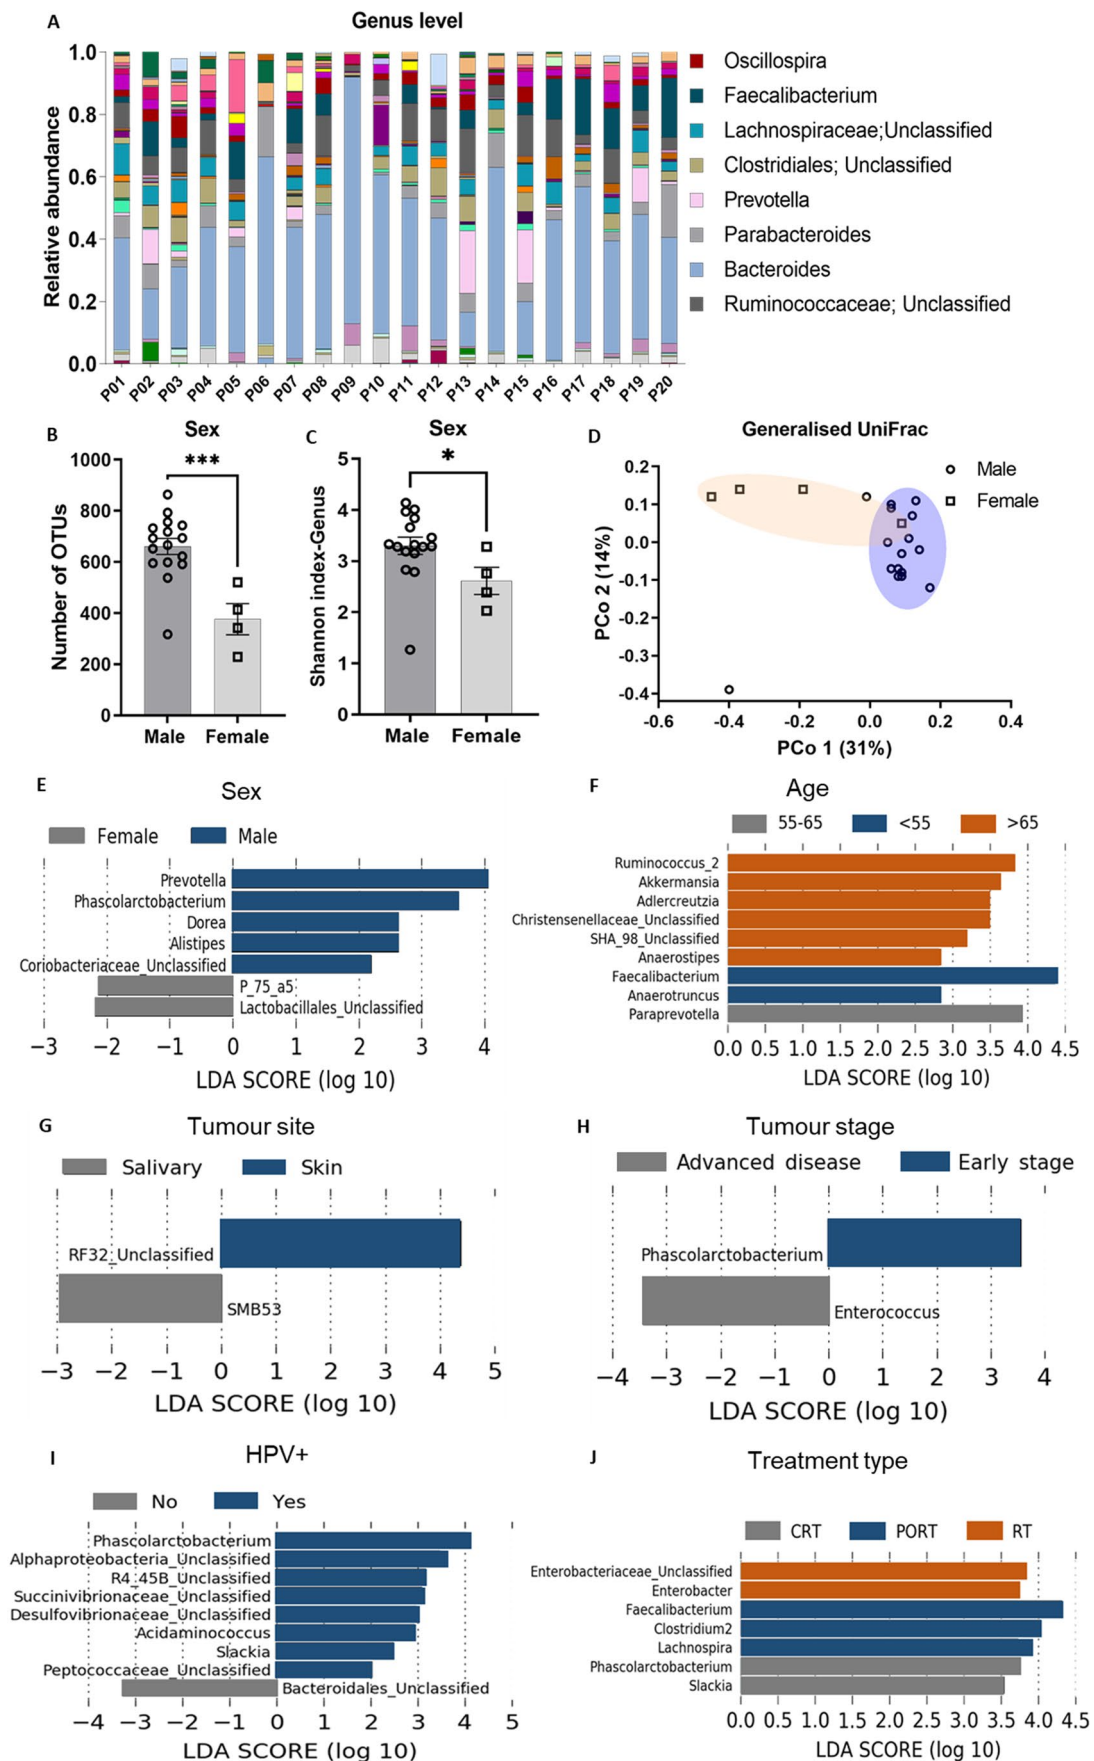 A
Genus level
Relative abundance
1.0
0.8
0.6
0.4
0.2
0.0
P01 P02 P03 P04 P05 P06 P07 P08 P09 P10 P11 P12 P13 P14 P15 P16 P17 P18 P19 P20
Oscillospira
Faecalibacterium
Lachnospiraceae;Unclassified
Clostridiales; Unclassified
Prevotella
Parabacteroides
Bacteroides
Ruminococcaceae; Unclassified
B
Sex
***
Number of OTUs
1000
800
600
400
200
0
Male Female
C
Sex
*
Shannon index-Genus
5
4
3
2
1
0
Male Female
D
Generalised UniFrac
Male
Female
PCo 2 (14%)
0.2
0.1
0.0
-0.1
-0.2
-0.3
-0.4
-0.6 -0.4 -0.2 0.0 0.2 0.4
PCo 1 (31%)
E
Sex
Female Male
Prevotella
Phascolarctobacterium
Dorea
Alistipes
Coriobacteriaceae_Unclassified
P_75_a5
Lactobacillales_Unclassified
−3 −2 −1 0 1 2 3 4
LDA SCORE (log 10)
F
Age
55-65 <55 >65
Ruminococcus_2
Akkermansia
Adlercreutzia
Christensenellaceae_Unclassified
SHA_98_Unclassified
Anaerostipes
Faecalibacterium
Anaerotruncus
Paraprevotella
0.0 0.5 1.0 1.5 2.0 2.5 3.0 3.5 4.0 4.5
LDA SCORE (log 10)
G
Tumour site
Salivary Skin
RF32_Unclassified
SMB53
−3 −2 −1 0 1 2 3 4 5
LDA SCORE (log 10)
H
Tumour stage
Advanced disease Early stage
Phascolarctobacterium
Enterococcus
−4 −3 −2 −1 0 1 2 3 4
LDA SCORE (log 10)
I
HPV+
No Yes
Phascolarctobacterium
Alphaproteobacteria_Unclassified
R4_45B_Unclassified
Succinivibrionaceae_Unclassified
Desulfovibrionaceae_Unclassified
Acidaminococcus
Slackia
Peptococcaceae_Unclassified
Bacteroidales_Unclassified
−4 −3 −2 −1 0 1 2 3 4 5
LDA SCORE (log 10)
J
Treatment type
CRT PORT RT
Enterobacteriaceae_Unclassified
Enterobacter
Faecalibacterium
Clostridium2
Lachnospira
Phascolarctobacterium
Slackia
0.0 0.5 1.0 1.5 2.0 2.5 3.0 3.5 4.0 4.5
LDA SCORE (log 10)